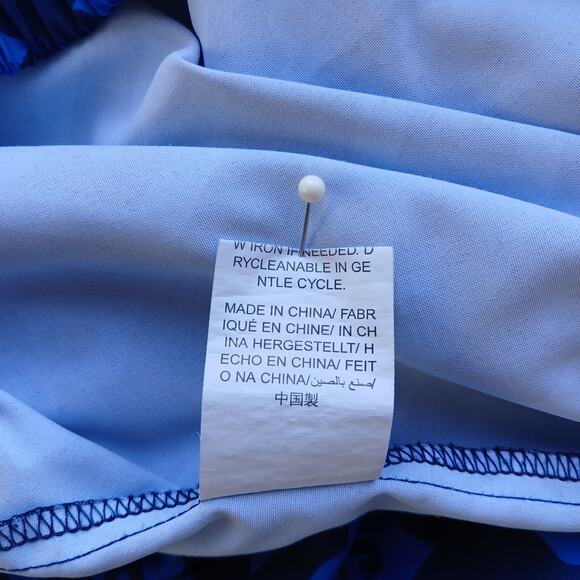 W IRON IF NEEDED. D
RYCLEANABLE IN GE
NTLE CYCLE.
MADE IN CHINA/ FABR
IQUÉ EN CHINE/ IN CH
INA HERGESTELLT/ H
ECHO EN CHINA/ FEIT
O NA CHINA/صنع بالصين/
中国製